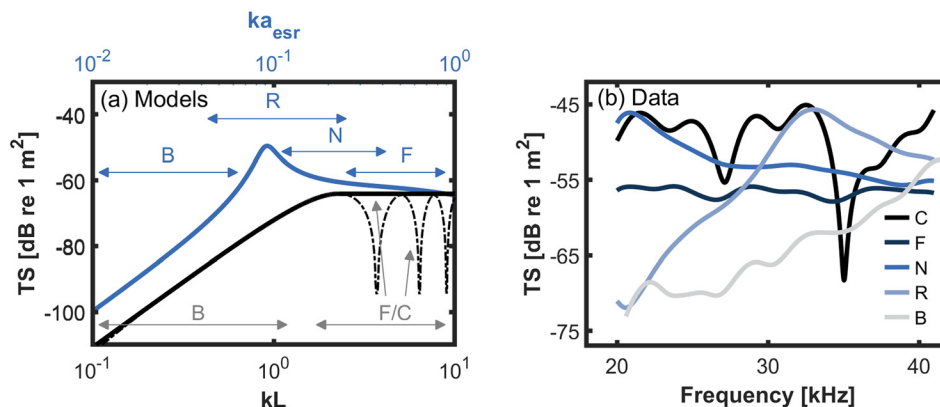 ka_esr
10^-2 10^-1 10^0
(a) Models
R
N
B F
B F/C
TS [dB re 1 m^2]
-40
-60
-80
-100
10^-1 10^0 10^1
kL
(b) Data
TS [dB re 1 m^2]
-45
-55
-65
-75
C
F
N
R
B
20 30 40
Frequency [kHz]